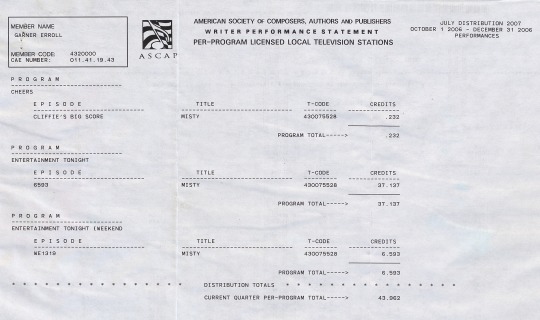 MEMBER NAME
GARNER ERROLL
MEMBER CODE: 4320000
CAE NUMBER: 011.41.19.43
ASCAP
AMERICAN SOCIETY OF COMPOSERS, AUTHORS AND PUBLISHERS
WRITER PERFORMANCE STATEMENT
PER-PROGRAM LICENSED LOCAL TELEVISION STATIONS
JULY DISTRIBUTION 2007
OCTOBER 1 2006 - DECEMBER 31 2006
PERFORMANCES
PROGRAM
CHEERS
EPISODE TITLE T-CODE CREDITS
CLIFFIE'S BIG SCORE MISTY 430075528 .232
PROGRAM TOTAL-----> .232
PROGRAM
ENTERTAINMENT TONIGHT
EPISODE TITLE T-CODE CREDITS
6593 MISTY 430075528 37.137
PROGRAM TOTAL-----> 37.137
PROGRAM
ENTERTAINMENT TONIGHT (WEEKEND
EPISODE TITLE T-CODE CREDITS
WE1319 MISTY 430075528 6.593
PROGRAM TOTAL-----> 6.593
* * * * * * * * * * * * * * * * DISTRIBUTION TOTALS * * * * * * * * * * * * * * * *
CURRENT QUARTER PER-PROGRAM TOTAL-----> 43.962